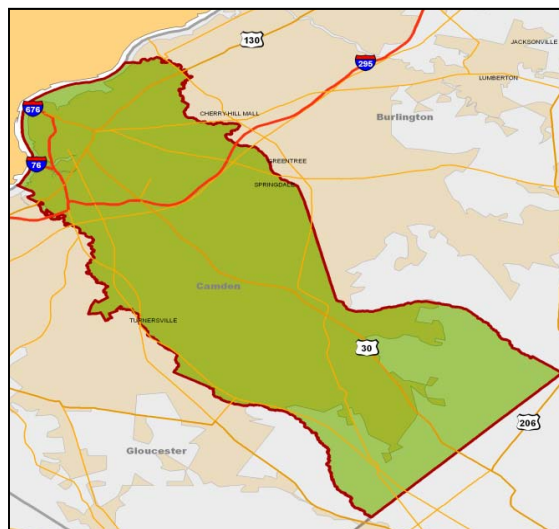 130
JACKSONVILLE
295
LUMBERTON
676
CHERRY-HILL MALL
Burlington
76
GREENTREE
SPRINGDALE
Camden
TURNERSVILLE
30
206
Gloucester